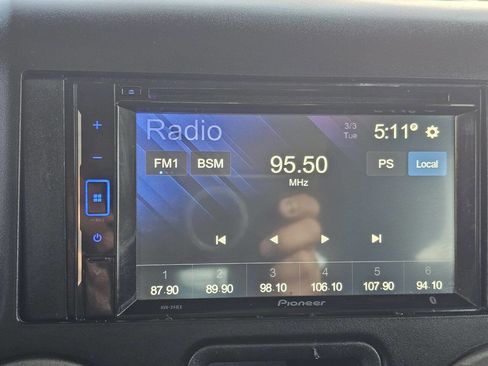 Radio
3/3
Tue
5:11 P
FM1
BSM
95.50
MHz
PS
Local
1 2 3 4 5 6
87.90 89.90 98.10 106.10 107.90 94.10
Pioneer